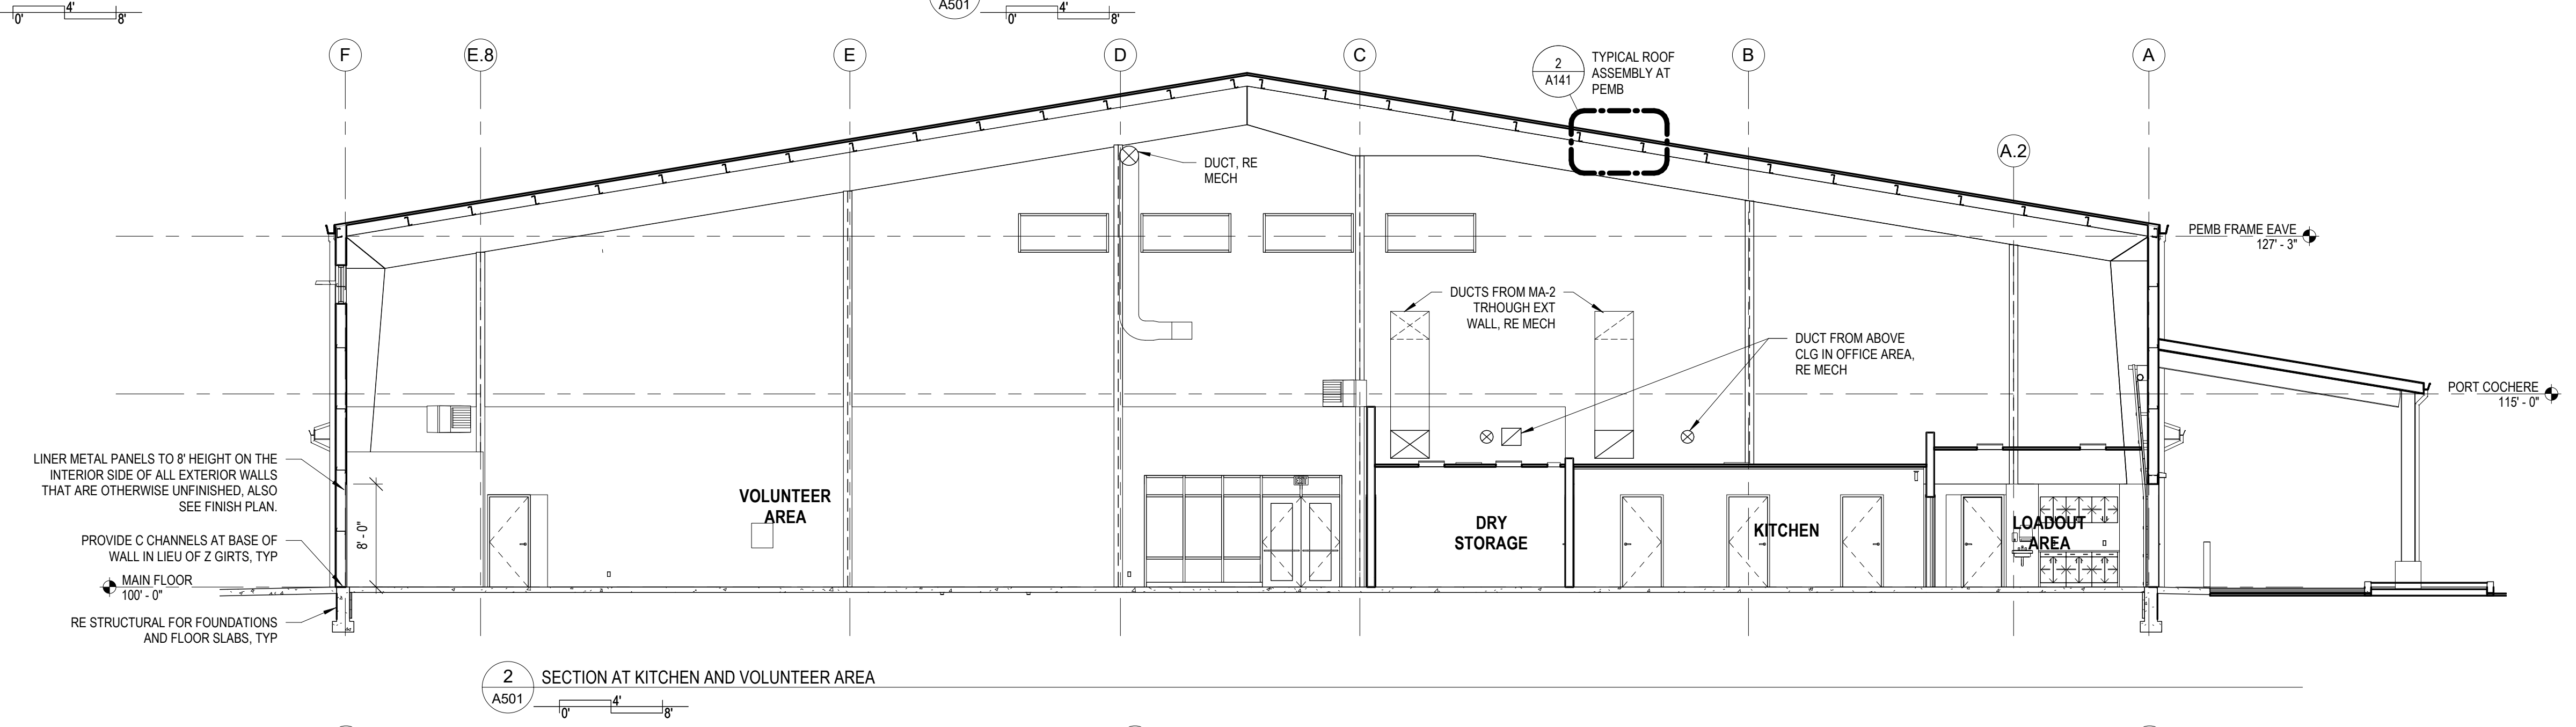 4'
0'
8'
A501
4'
0'
8'
F
E.8
E
D
C
B
A
A.2
2
A141
TYPICAL ROOF
ASSEMBLY AT
PEMB
DUCT, RE
MECH
PEMB FRAME EAVE
127' - 3"
DUCTS FROM MA-2
TRHOUGH EXT
WALL, RE MECH
DUCT FROM ABOVE
CLG IN OFFICE AREA,
RE MECH
PORT COCHERE
115' - 0"
LINER METAL PANELS TO 8' HEIGHT ON THE
INTERIOR SIDE OF ALL EXTERIOR WALLS
THAT ARE OTHERWISE UNFINISHED, ALSO
SEE FINISH PLAN.
8' - 0"
PROVIDE C CHANNELS AT BASE OF
WALL IN LIEU OF Z GIRTS, TYP
VOLUNTEER
AREA
DRY
STORAGE
KITCHEN
LOADOUT
AREA
MAIN FLOOR
100' - 0"
RE STRUCTURAL FOR FOUNDATIONS
AND FLOOR SLABS, TYP
2
A501
SECTION AT KITCHEN AND VOLUNTEER AREA
4'
0'
8'